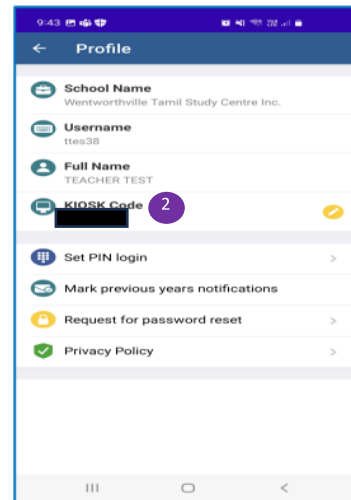 9:43
Profile
School Name
Wentworthville Tamil Study Centre Inc.
Username
ttes38
Full Name
TEACHER TEST
KIOSK Code
2
Set PIN login
Mark previous years notifications
Request for password reset
Privacy Policy